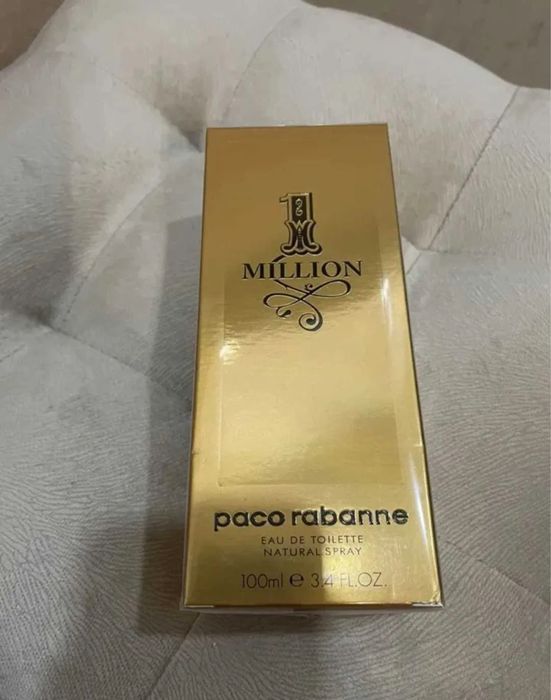 1
MILLION
paco rabanne
EAU DE TOILETTE
NATURAL SPRAY
100ml e 3.4 FL.OZ.